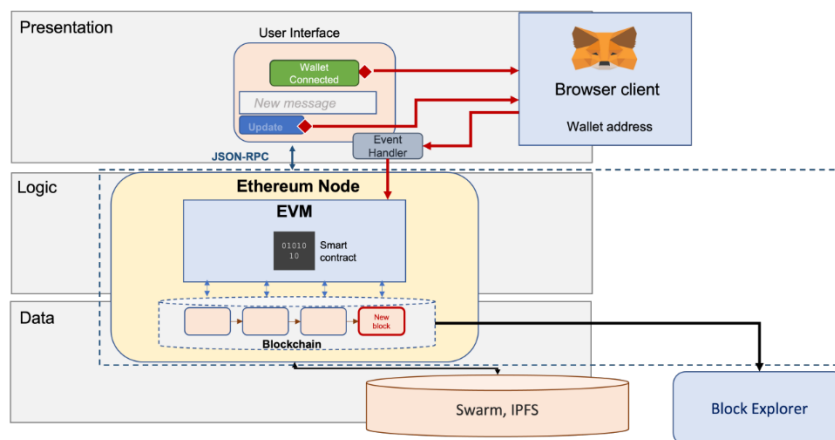 Presentation
User Interface
Wallet
Connected
New message
Update
Event
Handler
Browser client
Wallet address
JSON-RPC
Logic
Ethereum Node
EVM
01010
10
Smart
contract
Data
New
block
Blockchain
Swarm, IPFS
Block Explorer